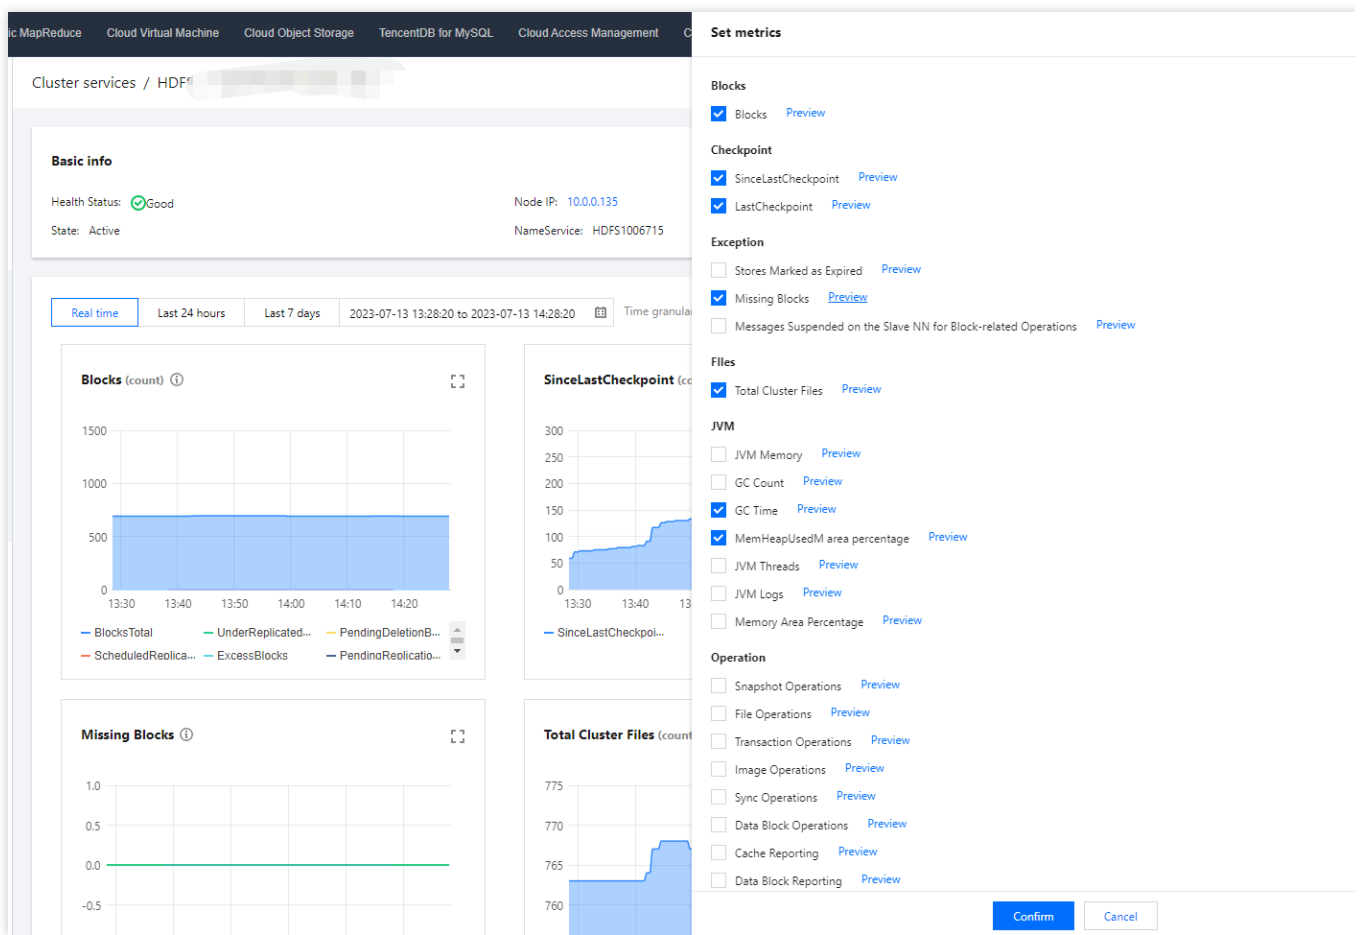 ic MapReduce Cloud Virtual Machine Cloud Object Storage TencentDB for MySQL Cloud Access Management C
Cluster services / HDFS
Basic info
Health Status: Good
Node IP: 10.0.0.135
State: Active
NameService: HDFS1006715
Real time Last 24 hours Last 7 days 2023-07-13 13:28:20 to 2023-07-13 14:28:20 Time granular
Blocks (count)
1500
1000
500
0
13:30 13:40 13:50 14:00 14:10 14:20
BlocksTotal UnderReplicated... PendingDeletionB...
ScheduledReplica... ExcessBlocks PendingReplicatio...
SinceLastCheckpoint (cc
300
250
200
150
100
50
0
13:30 13:40 13
SinceLastCheckpoi...
Missing Blocks
1.0
0.5
0.0
-0.5
Total Cluster Files (count
775
770
765
760
Set metrics
Blocks
Blocks Preview
Checkpoint
SinceLastCheckpoint Preview
LastCheckpoint Preview
Exception
Stores Marked as Expired Preview
Missing Blocks Preview
Messages Suspended on the Slave NN for Block-related Operations Preview
FIles
Total Cluster Files Preview
JVM
JVM Memory Preview
GC Count Preview
GC Time Preview
MemHeapUsedM area percentage Preview
JVM Threads Preview
JVM Logs Preview
Memory Area Percentage Preview
Operation
Snapshot Operations Preview
File Operations Preview
Transaction Operations Preview
Image Operations Preview
Sync Operations Preview
Data Block Operations Preview
Cache Reporting Preview
Data Block Reporting Preview
Confirm Cancel